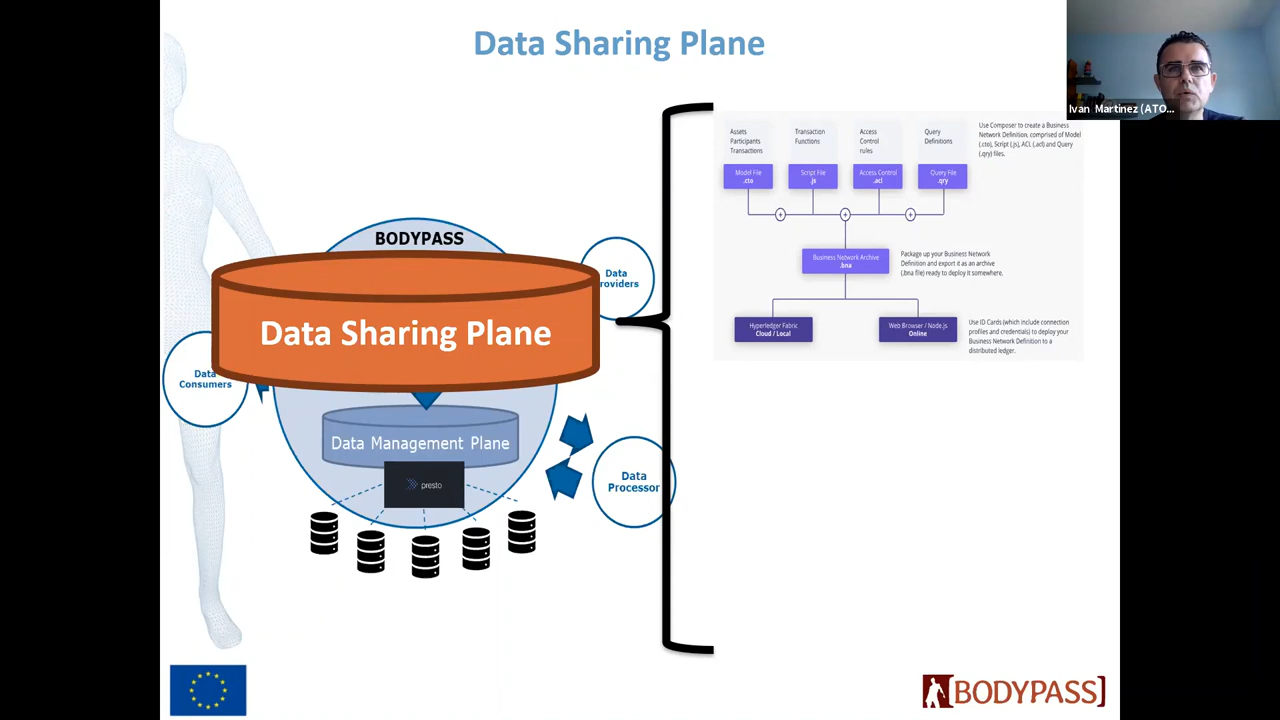 Data Sharing Plane
Ivan Martinez (ATO...
BODYPASS
Data Sharing Plane
Data
roviders
Data
Consumers
Data Management Plane
presto
Data
Processor
Assets
Participants
Transactions
Transaction
Functions
Access
Control
rules
Query
Definitions
Use Composer to create a Business
Network Definition, comprised of Model
(.cto), Script (.js), ACL (.acl) and Query
(.qry) files.
Model File
.cto
Script File
.js
Access Control
.acl
Query File
.qry
Business Network Archive
.bna
Package up your Business Network
Definition and export it as an archive
(.bna file) ready to deploy it somewhere.
Hyperledger Fabric
Cloud / Local
Web Browser / Node.js
Online
Use ID Cards (which include connection
profiles and credentials) to deploy your
Business Network Definition to a
distributed ledger.
[BODYPASS]